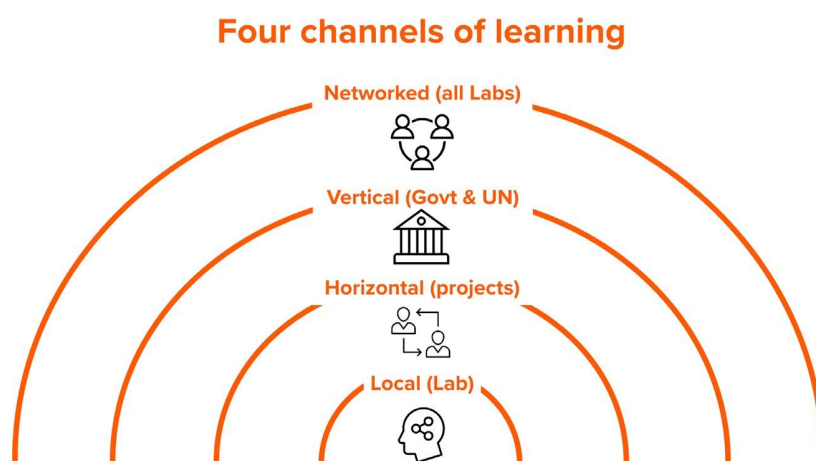 Four channels of learning
Networked (all Labs)
Vertical (Govt & UN)
Horizontal (projects)
Local (Lab)